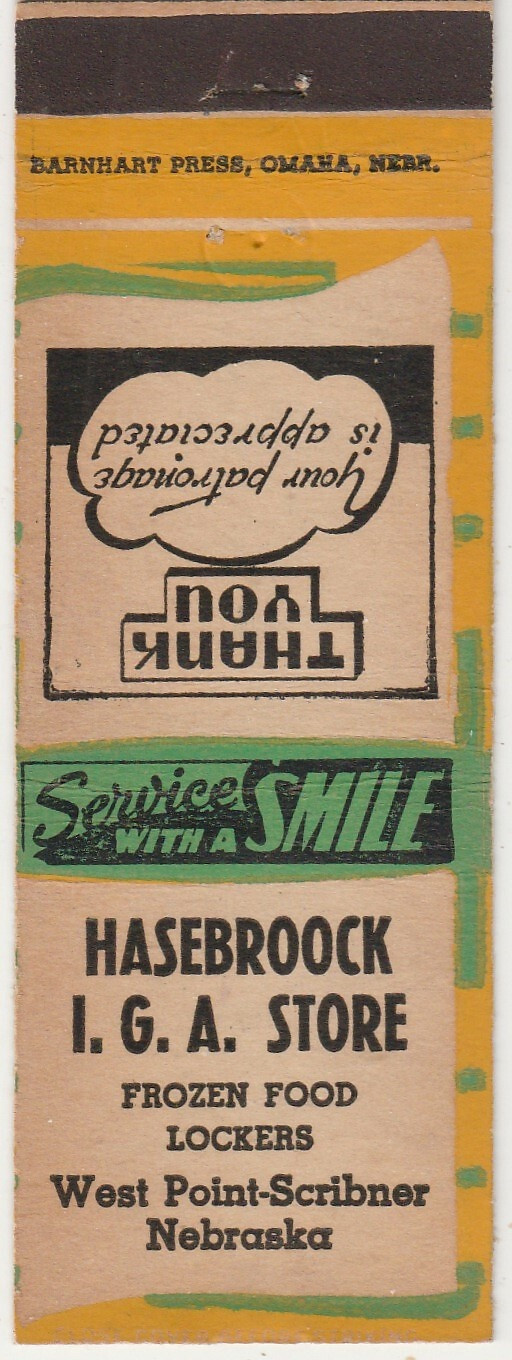 BARNHART PRESS, OMAHA, NEBR.
THANK
YOU
your patronage
is appreciated
Service
WITH A SMILE
HASEBROOCK
I. G. A. STORE
FROZEN FOOD
LOCKERS
West Point-Scribner
Nebraska